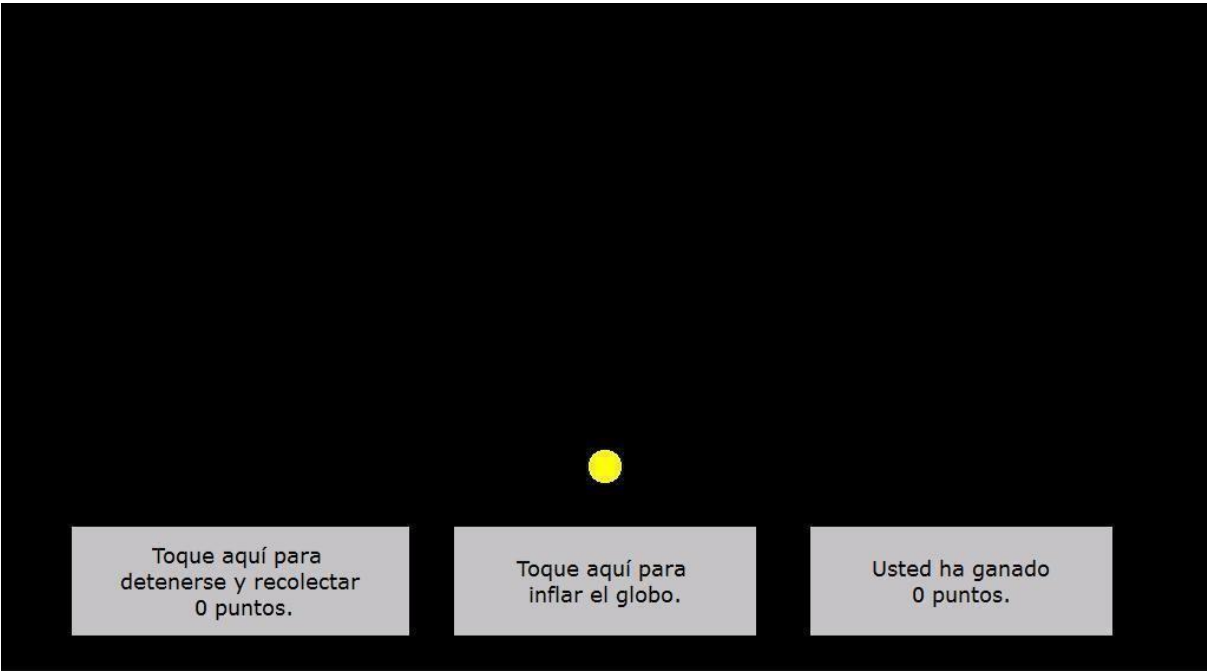 Toque aquí para
detenerse y recolectar
0 puntos.
Toque aquí para
inflar el globo.
Usted ha ganado
0 puntos.